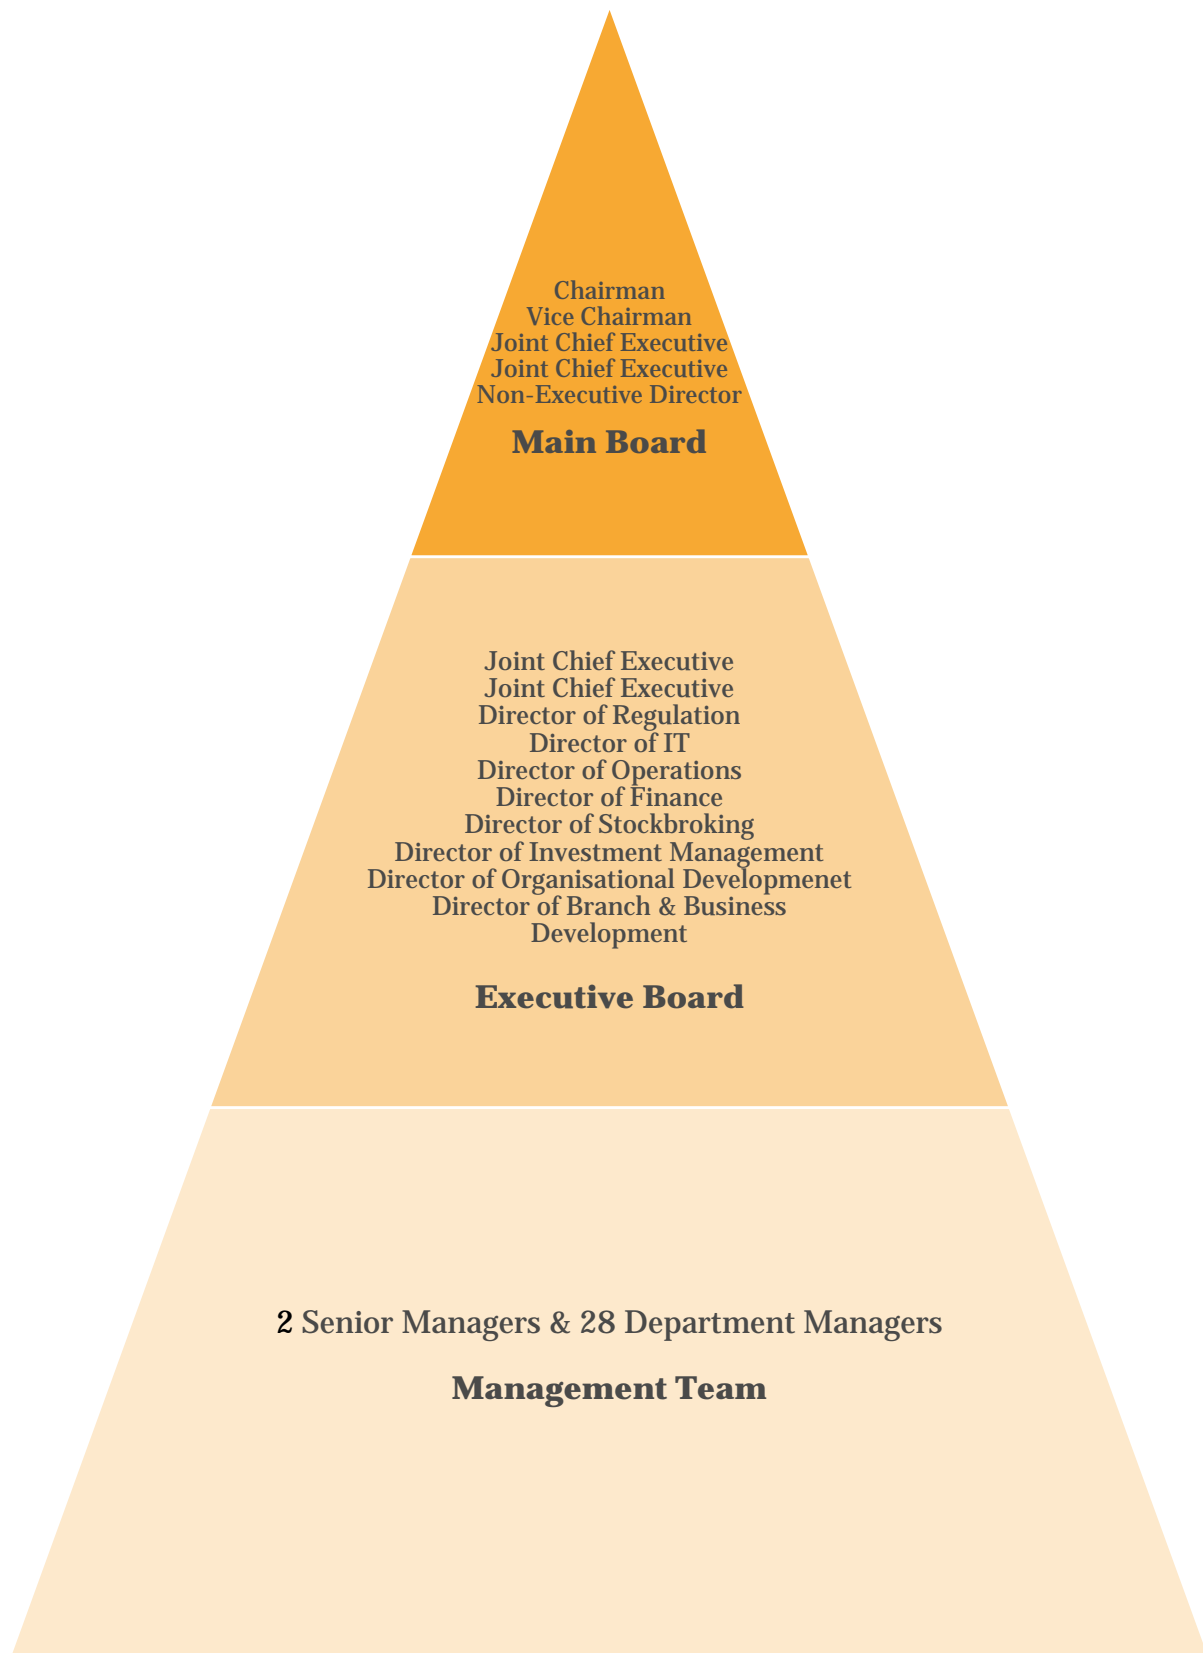 Chairman
Vice Chairman
Joint Chief Executive
Joint Chief Executive
Non-Executive Director
Main Board
Joint Chief Executive
Joint Chief Executive
Director of Regulation
Director of IT
Director of Operations
Director of Finance
Director of Stockbroking
Director of Investment Management
Director of Organisational Developmenet
Director of Branch & Business
Development
Executive Board
2 Senior Managers & 28 Department Managers
Management Team